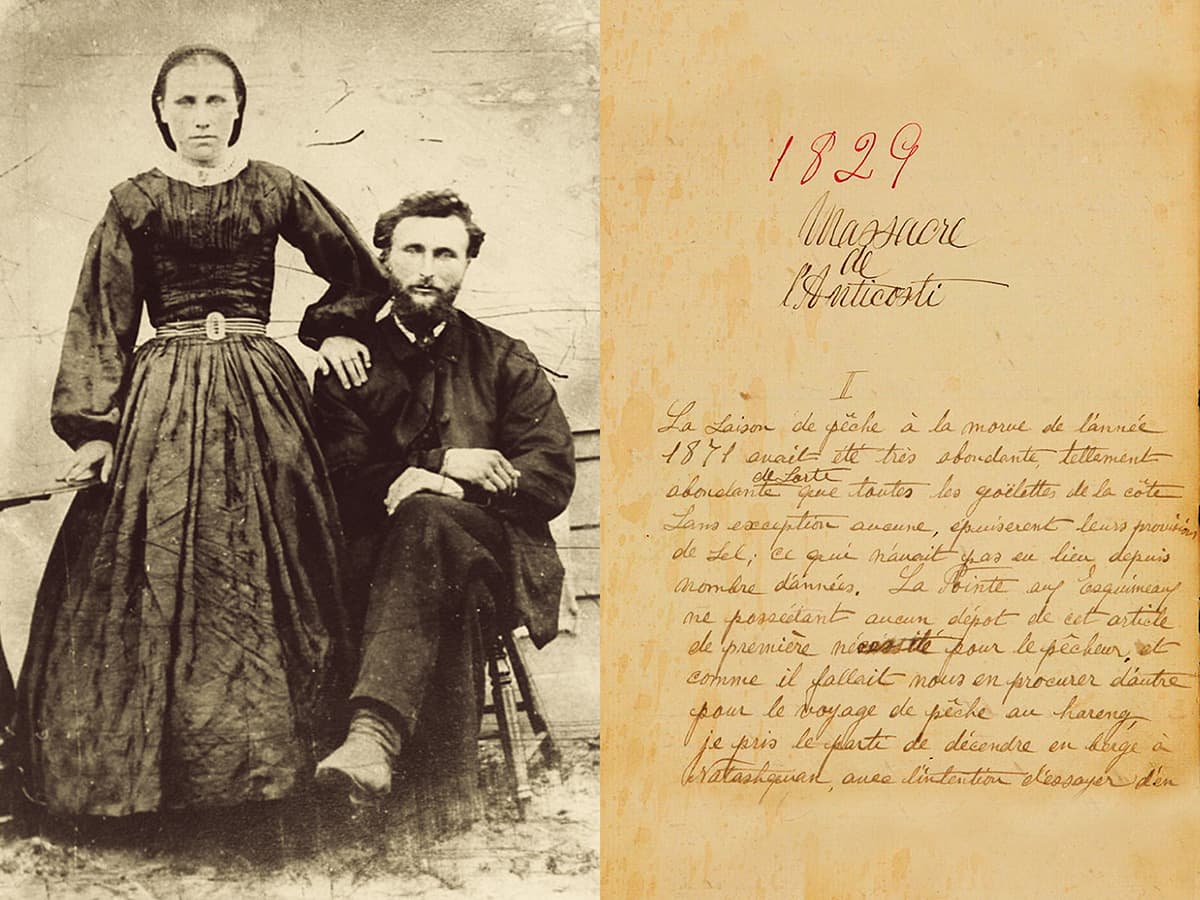 1829
Massacre
de
l'Anticosti
II
La saison de pêche à la morue de l'année
1871 avait été très abondante, tellement
de sorte
abondante que toutes les goëlettes de la côte
sans exception aucune, épuisèrent leurs provisions
de sel; ce qui n'avait pas eu lieu depuis
nombre d'années. La Pointe aux Esquimaux
ne possédant aucun dépot de cet article
de première nécessité pour le pêcheur, et
comme il fallait nous en procurer d'autre
pour le voyage de pêche au hareng,
je pris le parti de décendre en berge à
Natashquan, avec l'intention d'essayer d'en